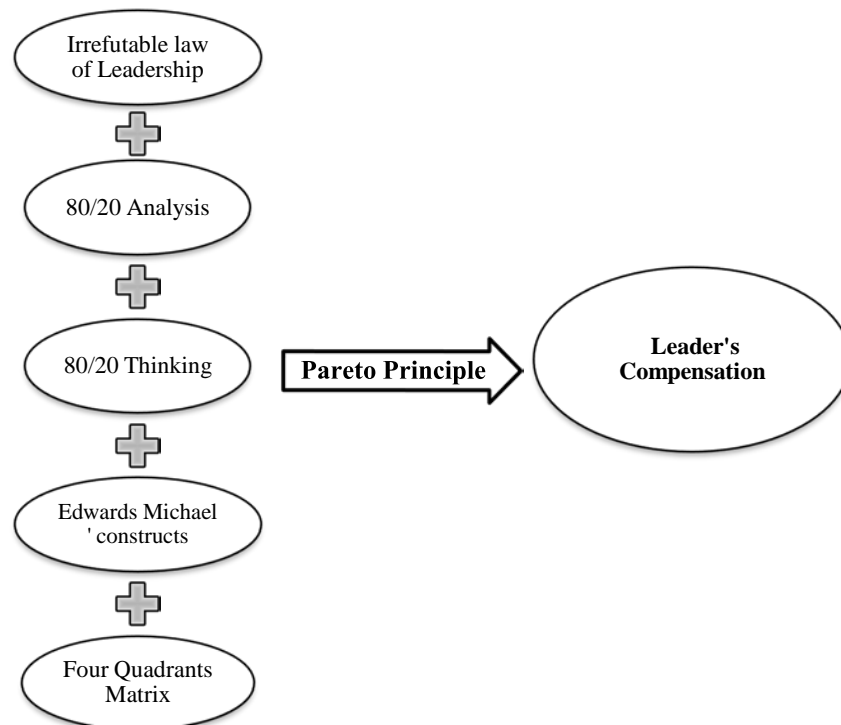 Irrefutable law
of Leadership
80/20 Analysis
80/20 Thinking
Pareto Principle
Leader's
Compensation
Edwards Michael
' constructs
Four Quadrants
Matrix